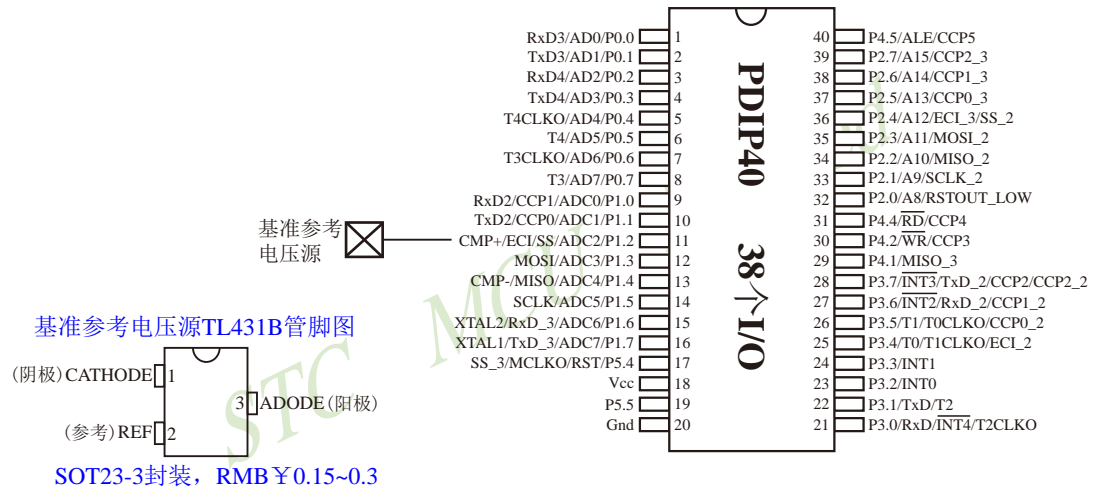 RxD3/AD0/P0.0 1
TxD3/AD1/P0.1 2
RxD4/AD2/P0.2 3
TxD4/AD3/P0.3 4
T4CLKO/AD4/P0.4 5
T4/AD5/P0.5 6
T3CLKO/AD6/P0.6 7
T3/AD7/P0.7 8
RxD2/CCP1/ADC0/P1.0 9
TxD2/CCP0/ADC1/P1.1 10
CMP+/ECI/SS/ADC2/P1.2 11
MOSI/ADC3/P1.3 12
CMP-/MISO/ADC4/P1.4 13
SCLK/ADC5/P1.5 14
XTAL2/RxD_3/ADC6/P1.6 15
XTAL1/TxD_3/ADC7/P1.7 16
SS_3/MCLKO/RST/P5.4 17
Vcc 18
P5.5 19
Gnd 20
PDIP40 38个I/O
40 P4.5/ALE/CCP5
39 P2.7/A15/CCP2_3
38 P2.6/A14/CCP1_3
37 P2.5/A13/CCP0_3
36 P2.4/A12/ECI_3/SS_2
35 P2.3/A11/MOSI_2
34 P2.2/A10/MISO_2
33 P2.1/A9/SCLK_2
32 P2.0/A8/RSTOUT_LOW
31 P4.4/RD/CCP4
30 P4.2/WR/CCP3
29 P4.1/MISO_3
28 P3.7/INT3/TxD_2/CCP2/CCP2_2
27 P3.6/INT2/RxD_2/CCP1_2
26 P3.5/T1/T0CLKO/CCP0_2
25 P3.4/T0/T1CLKO/ECI_2
24 P3.3/INT1
23 P3.2/INT0
22 P3.1/TxD/T2
21 P3.0/RxD/INT4/T2CLKO
基准参考
电压源
基准参考电压源TL431B管脚图
(阴极)CATHODE 1
3 ADODE(阳极)
(参考)REF 2
SOT23-3封装，RMB￥0.15~0.3
STC MCU